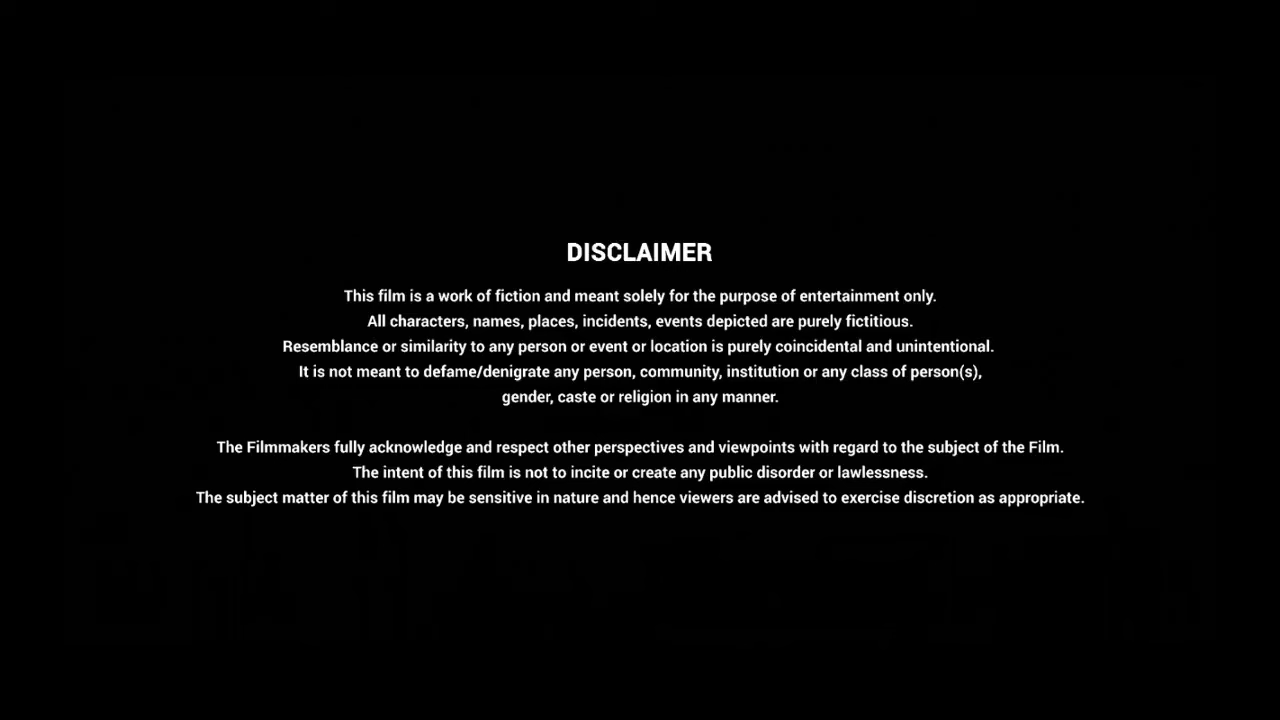 DISCLAIMER
This film is a work of fiction and meant solely for the purpose of entertainment only.
All characters, names, places, incidents, events depicted are purely fictitious.
Resemblance or similarity to any person or event or location is purely coincidental and unintentional.
It is not meant to defame/denigrate any person, community, institution or any class of person(s),
gender, caste or religion in any manner.
The Filmmakers fully acknowledge and respect other perspectives and viewpoints with regard to the subject of the Film.
The intent of this film is not to incite or create any public disorder or lawlessness.
The subject matter of this film may be sensitive in nature and hence viewers are advised to exercise discretion as appropriate.